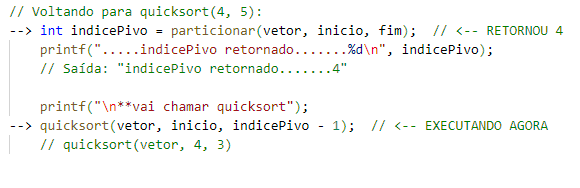 // Voltando para quicksort(4, 5):
--> int indicePivo = particionar(vetor, inicio, fim);  // <-- RETORNOU 4
    printf(".....indicePivo retornado.......%d\n", indicePivo);
    // Saída: "indicePivo retornado.......4"
    printf("\n**vai chamar quicksort");
--> quicksort(vetor, inicio, indicePivo - 1);  // <-- EXECUTANDO AGORA
    // quicksort(vetor, 4, 3)